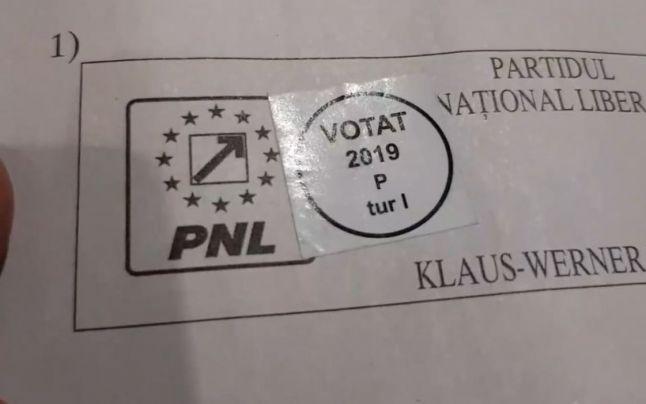 1)
PARTIDUL
NAȚIONAL LIBER
PNL
VOTAT
2019
P
tur I
KLAUS-WERNER